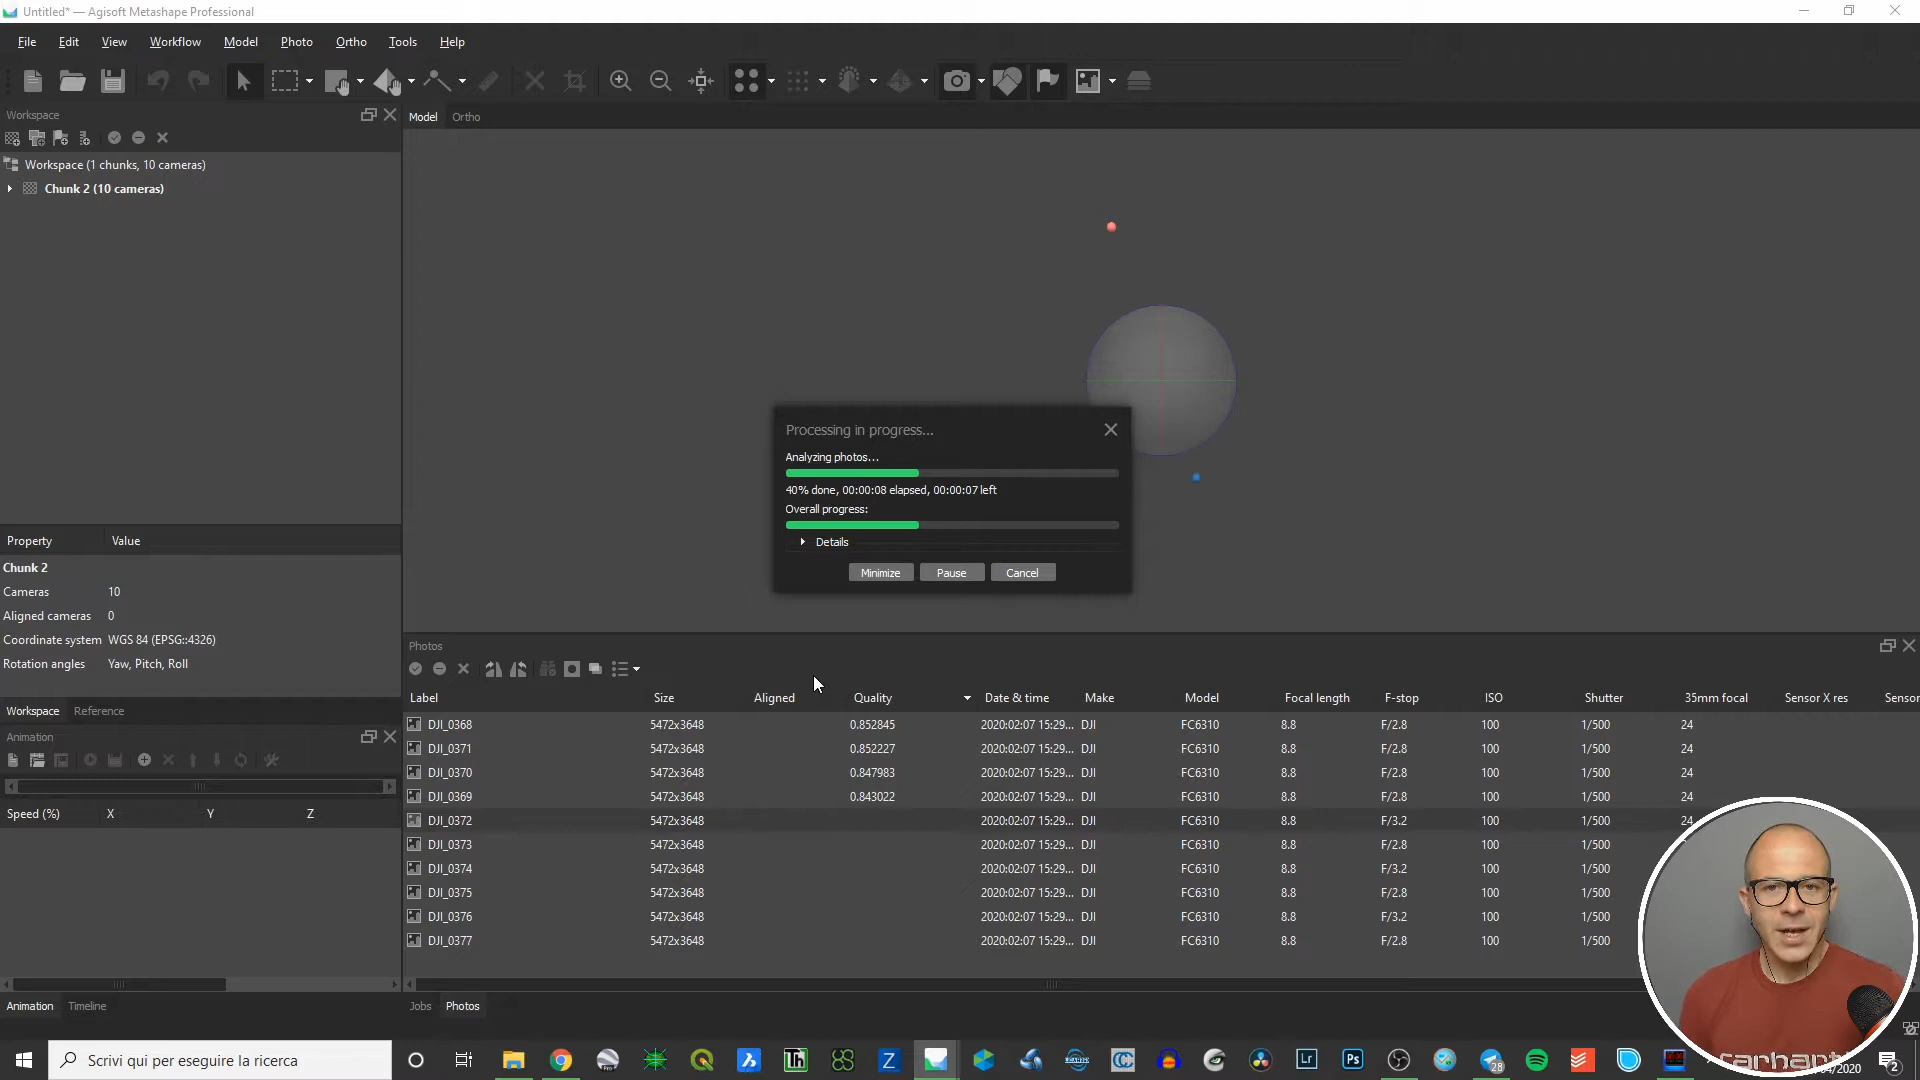 Untitled* — Agisoft Metashape Professional
File Edit View Workflow Model Photo Ortho Tools Help
Workspace
Model Ortho
Workspace (1 chunks, 10 cameras)
Chunk 2 (10 cameras)
Processing in progress...
Analyzing photos...
40% done, 00:00:08 elapsed, 00:00:07 left
Overall progress:
Details
Minimize Pause Cancel
Property Value
Chunk 2
Cameras 10
Aligned cameras 0
Coordinate system WGS 84 (EPSG::4326)
Rotation angles Yaw, Pitch, Roll
Workspace Reference
Animation
Speed (%) X Y Z
Animation Timeline
Photos
Label Size Aligned Quality Date & time Make Model Focal length F-stop ISO Shutter 35mm focal Sensor X res Sensor
DJI_0368 5472x3648 0.852845 2020:02:07 15:29... DJI FC6310 8.8 F/2.8 100 1/500 24
DJI_0371 5472x3648 0.852227 2020:02:07 15:29... DJI FC6310 8.8 F/2.8 100 1/500 24
DJI_0370 5472x3648 0.847983 2020:02:07 15:29... DJI FC6310 8.8 F/2.8 100 1/500 24
DJI_0369 5472x3648 0.843022 2020:02:07 15:29... DJI FC6310 8.8 F/2.8 100 1/500 24
DJI_0372 5472x3648 2020:02:07 15:29... DJI FC6310 8.8 F/3.2 100 1/500 24
DJI_0373 5472x3648 2020:02:07 15:29... DJI FC6310 8.8 F/2.8 100 1/500
DJI_0374 5472x3648 2020:02:07 15:29... DJI FC6310 8.8 F/3.2 100 1/500
DJI_0375 5472x3648 2020:02:07 15:29... DJI FC6310 8.8 F/2.8 100 1/500
DJI_0376 5472x3648 2020:02:07 15:29... DJI FC6310 8.8 F/3.2 100 1/500
DJI_0377 5472x3648 2020:02:07 15:29... DJI FC6310 8.8 F/2.8 100 1/500
Jobs Photos
Scrivi qui per eseguire la ricerca
Pro Th Z CC Lr Ps 28
carhartt
/04/2020 2